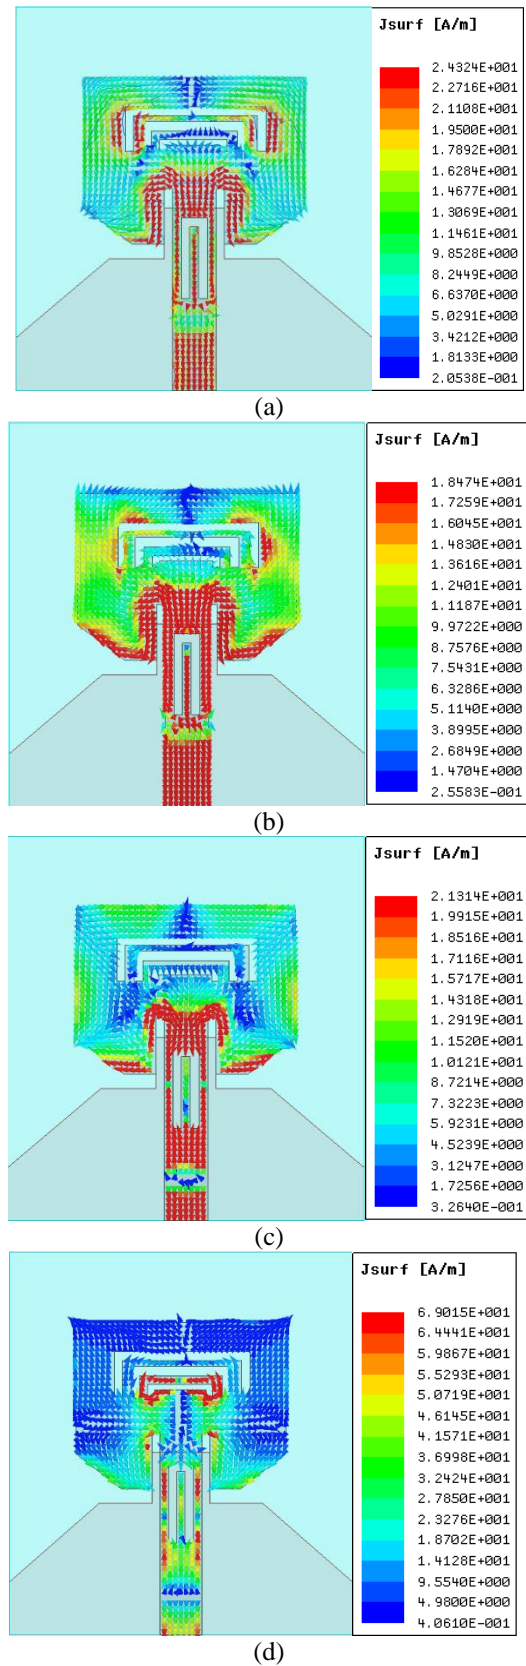 Jsurf [A/m]
2.4324E+001
2.2716E+001
2.1108E+001
1.9500E+001
1.7892E+001
1.6284E+001
1.4677E+001
1.3069E+001
1.1461E+001
9.8528E+000
8.2449E+000
6.6370E+000
5.0291E+000
3.4212E+000
1.8133E+000
2.0538E-001
(a)
Jsurf [A/m]
1.8474E+001
1.7259E+001
1.6045E+001
1.4830E+001
1.3616E+001
1.2401E+001
1.1187E+001
9.9722E+000
8.7576E+000
7.5431E+000
6.3286E+000
5.1140E+000
3.8995E+000
2.6849E+000
1.4704E+000
2.5583E-001
(b)
Jsurf [A/m]
2.1314E+001
1.9915E+001
1.8516E+001
1.7116E+001
1.5717E+001
1.4318E+001
1.2919E+001
1.1520E+001
1.0121E+001
8.7214E+000
7.3223E+000
5.9231E+000
4.5239E+000
3.1247E+000
1.7256E+000
3.2640E-001
(c)
Jsurf [A/m]
6.9015E+001
6.4441E+001
5.9867E+001
5.5293E+001
5.0719E+001
4.6145E+001
4.1571E+001
3.6998E+001
3.2424E+001
2.7850E+001
2.3276E+001
1.8702E+001
1.4128E+001
9.5540E+000
4.9800E+000
4.0610E-001
(d)